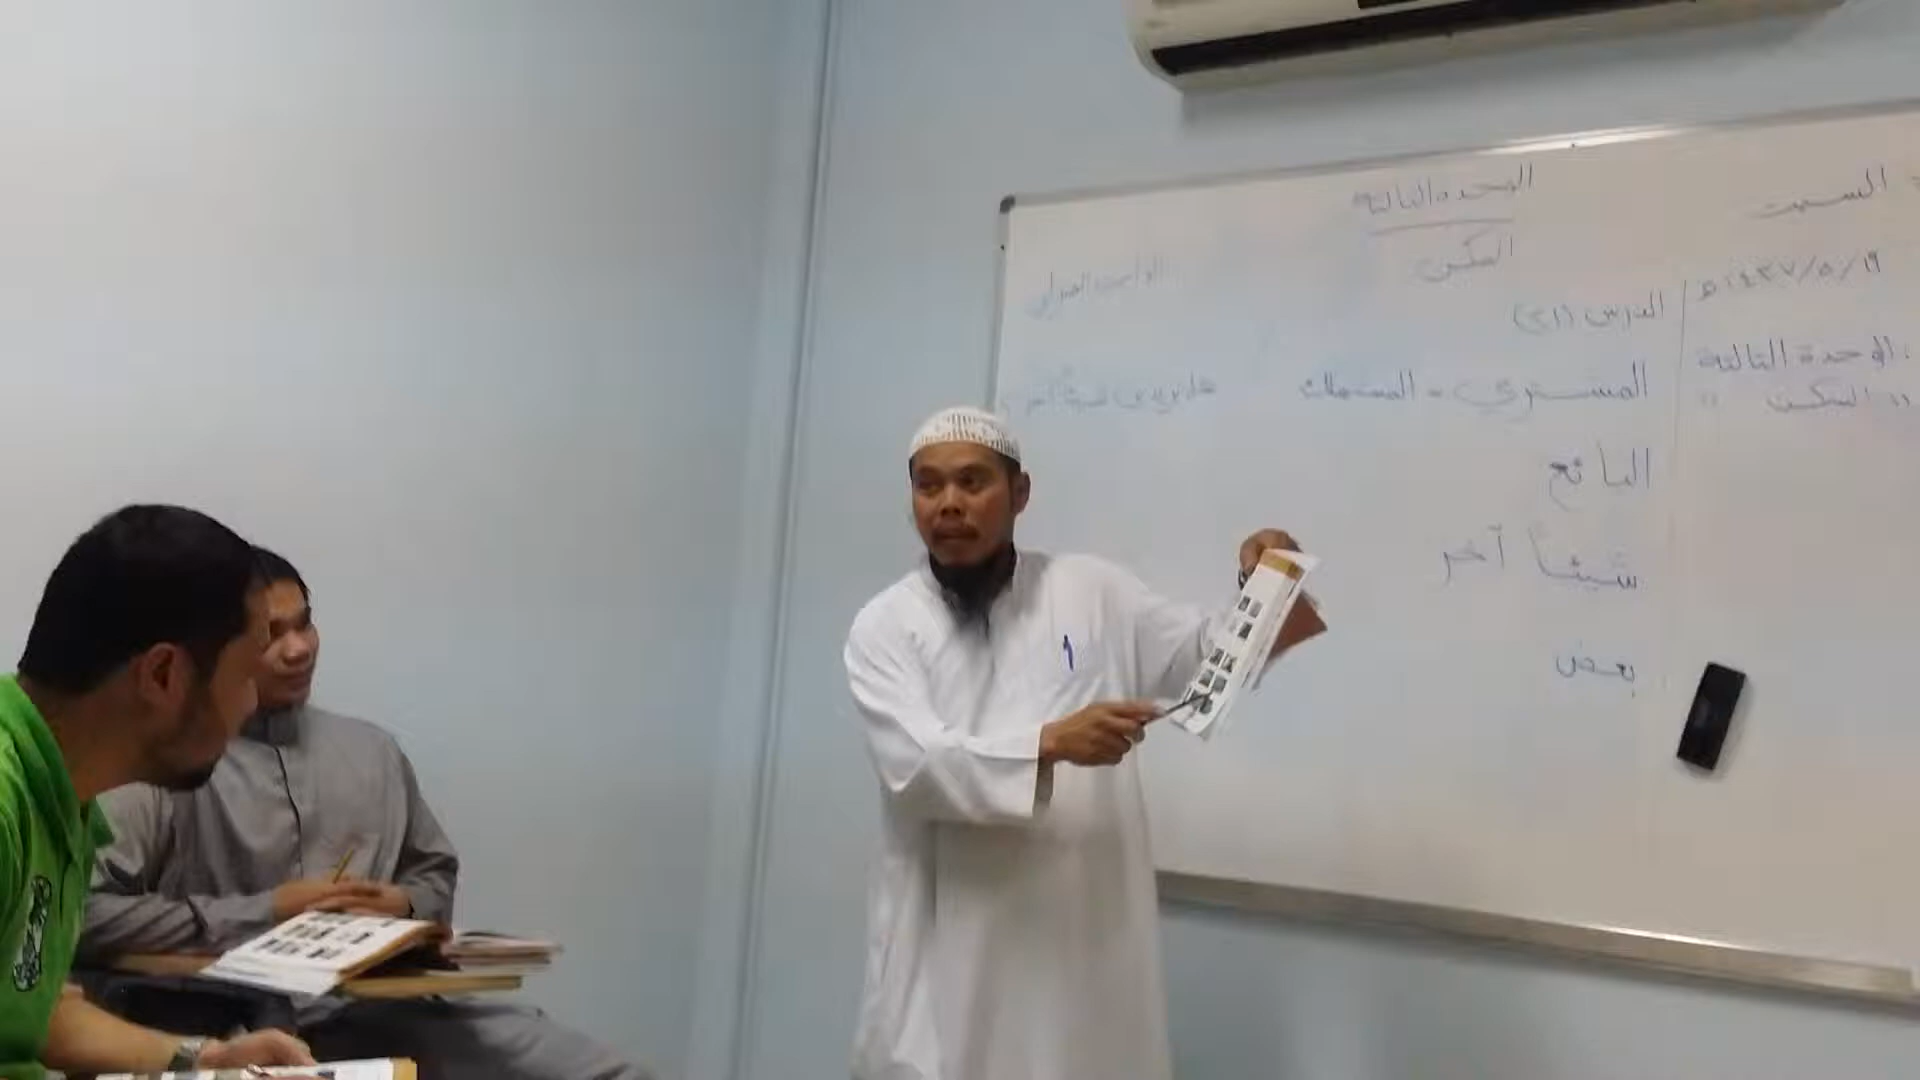 السبت
١٤٣٧/٥/١٩هـ
الوحدة الثالثة
" السكن "
الوحدة الثالثة
السكن
الدرس (٢١)
المشتري - المستهلك
البائع
شيئاً آخر
بعض